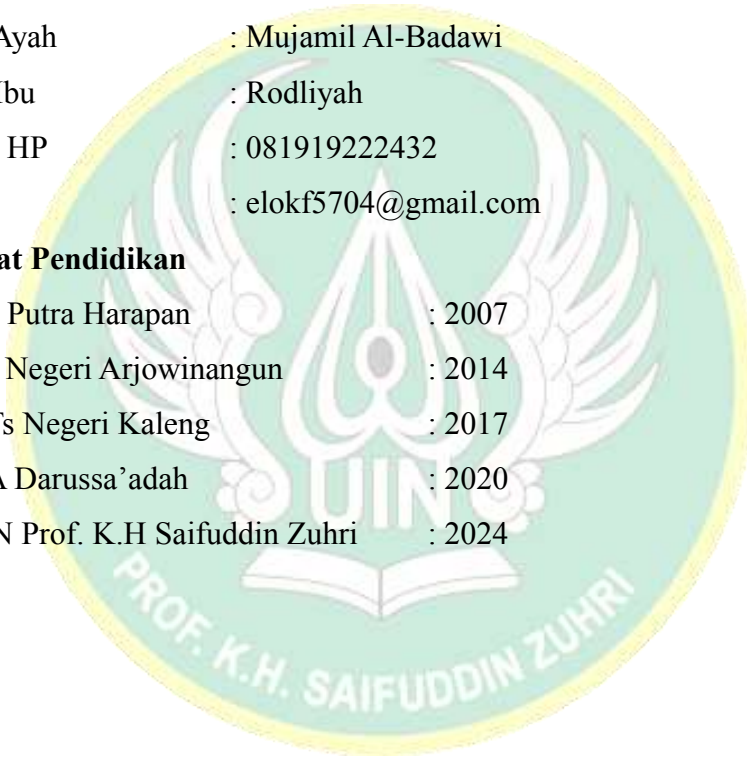 Ayah : Mujamil Al-Badawi
Ibu : Rodliyah
HP : 081919222432
: elokf5704@gmail.com
at Pendidikan
Putra Harapan : 2007
Negeri Arjowinangun : 2014
Ts Negeri Kaleng : 2017
A Darussa’adah : 2020
N Prof. K.H Saifuddin Zuhri : 2024
UIN
PROF. K.H. SAIFUDDIN ZUHRI